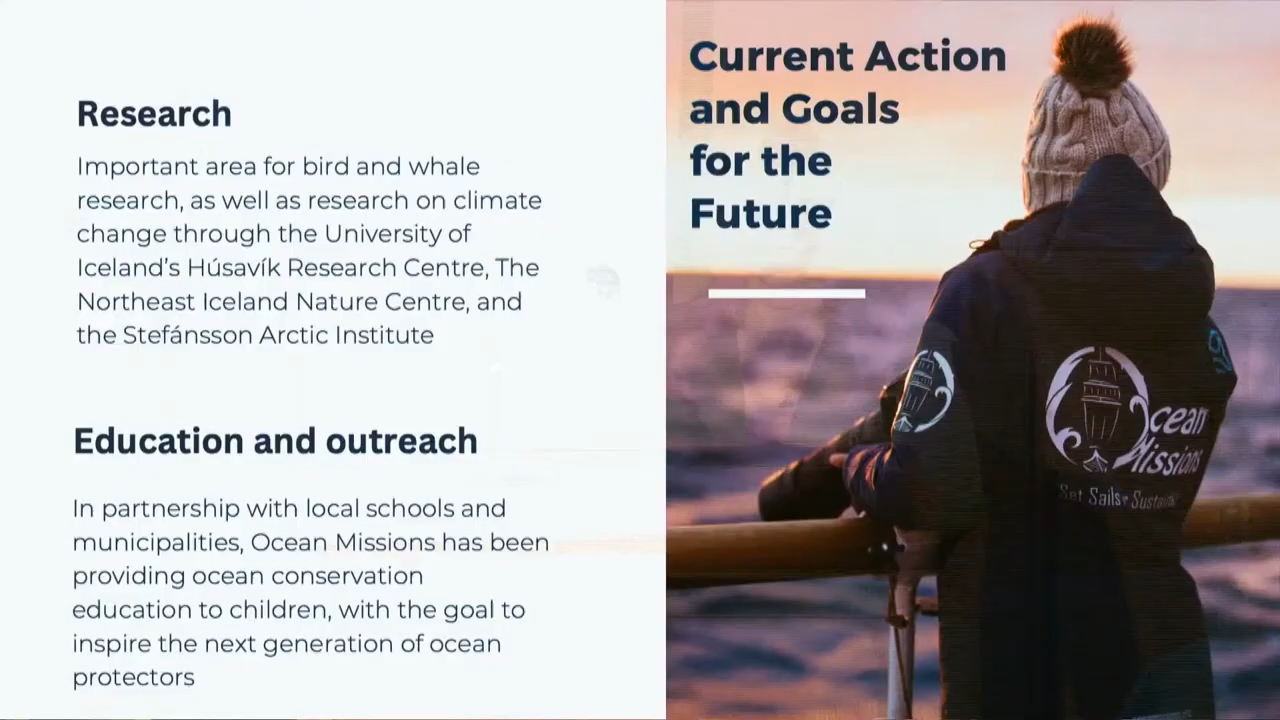 Research
Important area for bird and whale
research, as well as research on climate
change through the University of
Iceland's Húsavík Research Centre, The
Northeast Iceland Nature Centre, and
the Stefánsson Arctic Institute
Education and outreach
In partnership with local schools and
municipalities, Ocean Missions has been
providing ocean conservation
education to children, with the goal to
inspire the next generation of ocean
protectors
Current Action
and Goals
for the
Future
Ocean
Missions
Set Sails